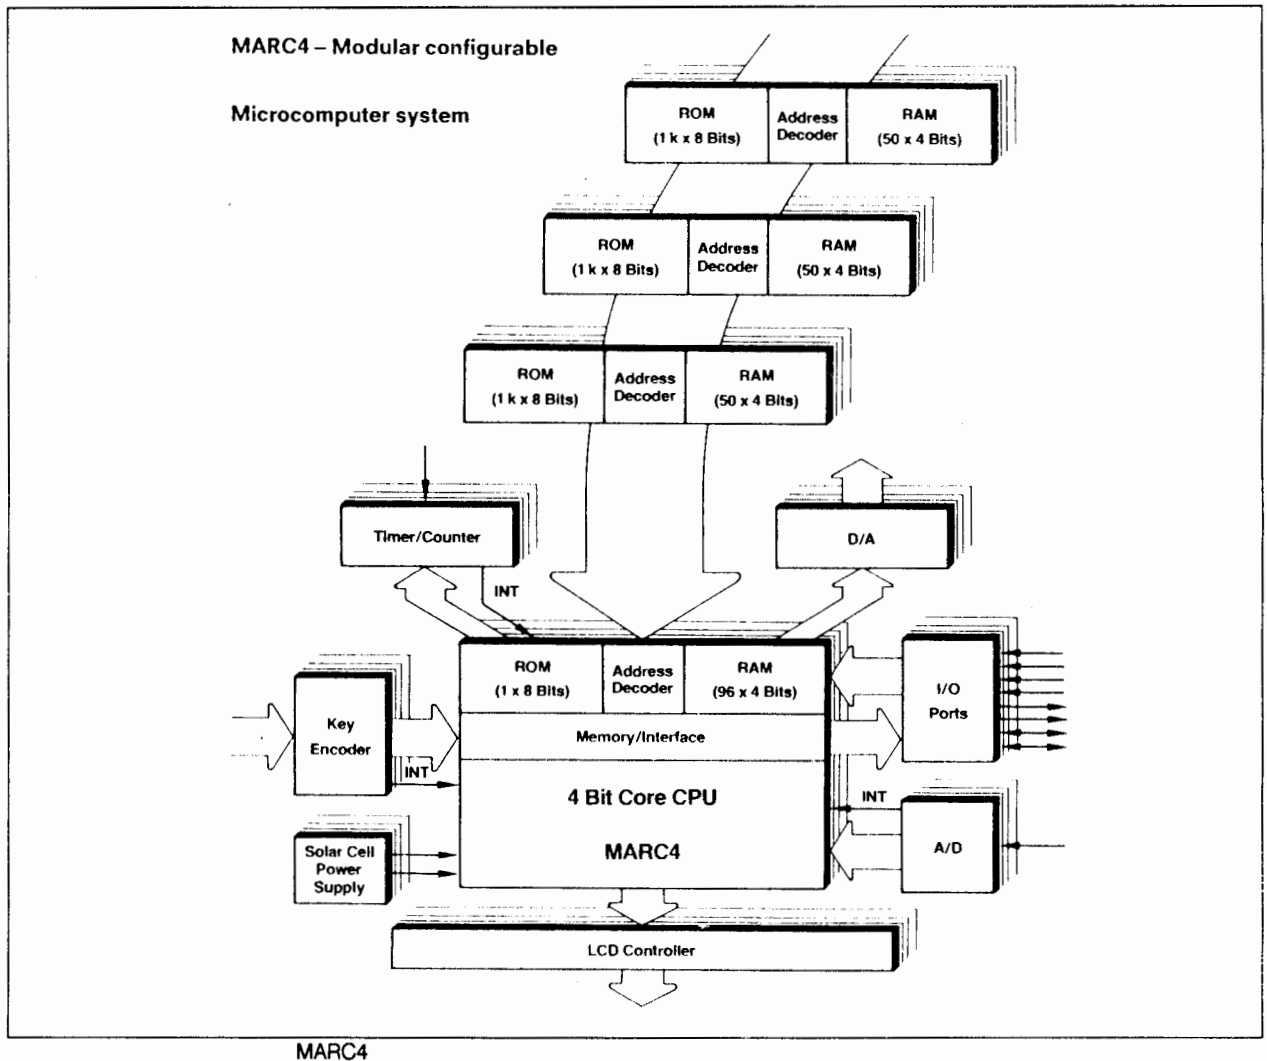 MARC4 – Modular configurable
Microcomputer system
ROM
(1 k x 8 Bits)
Address
Decoder
RAM
(50 x 4 Bits)
ROM
(1 k x 8 Bits)
Address
Decoder
RAM
(50 x 4 Bits)
ROM
(1 k x 8 Bits)
Address
Decoder
RAM
(50 x 4 Bits)
Timer/Counter
D/A
INT
ROM
(1 x 8 Bits)
Address
Decoder
RAM
(96 x 4 Bits)
I/O
Ports
Key
Encoder
Memory/Interface
INT
4 Bit Core CPU
INT
MARC4
A/D
Solar Cell
Power
Supply
LCD Controller
MARC4